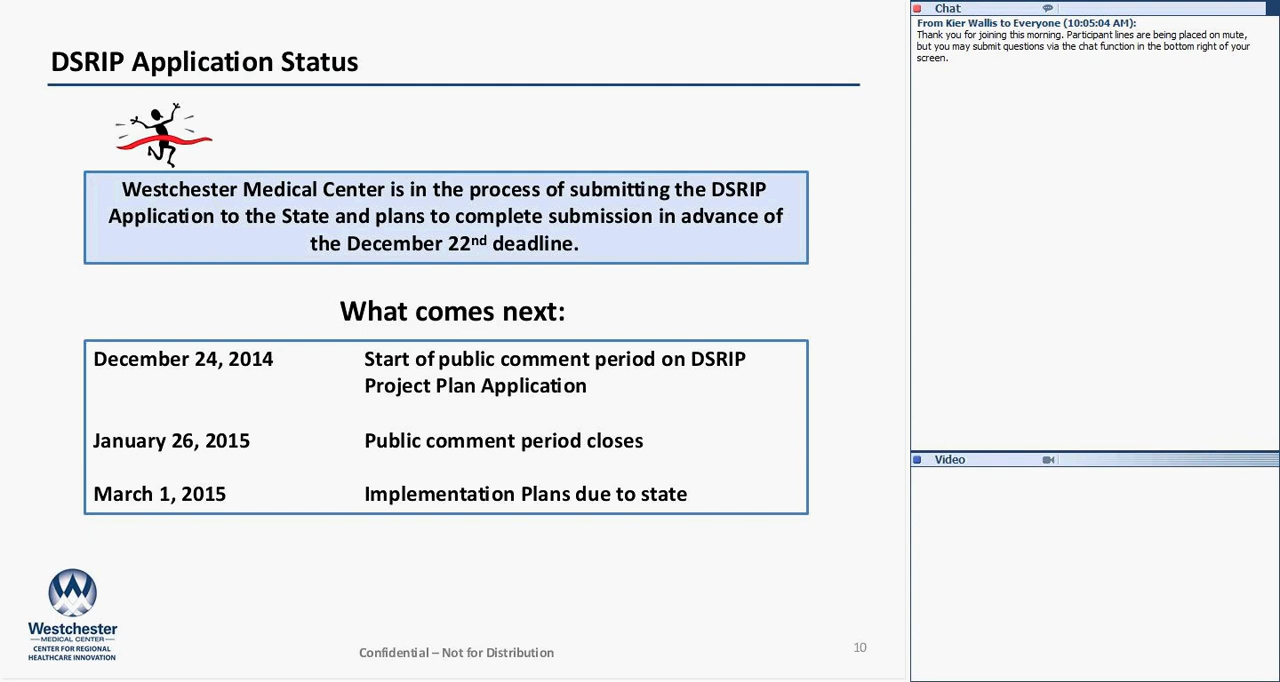 DSRIP Application Status
Westchester Medical Center is in the process of submitting the DSRIP
Application to the State and plans to complete submission in advance of
the December 22nd deadline.
What comes next:
December 24, 2014 Start of public comment period on DSRIP
Project Plan Application
January 26, 2015 Public comment period closes
March 1, 2015 Implementation Plans due to state
Westchester
MEDICAL CENTER
CENTER FOR REGIONAL
HEALTHCARE INNOVATION
Confidential – Not for Distribution
10
Chat
From Kier Wallis to Everyone (10:05:04 AM):
Thank you for joining this morning. Participant lines are being placed on mute,
but you may submit questions via the chat function in the bottom right of your
screen.
Video